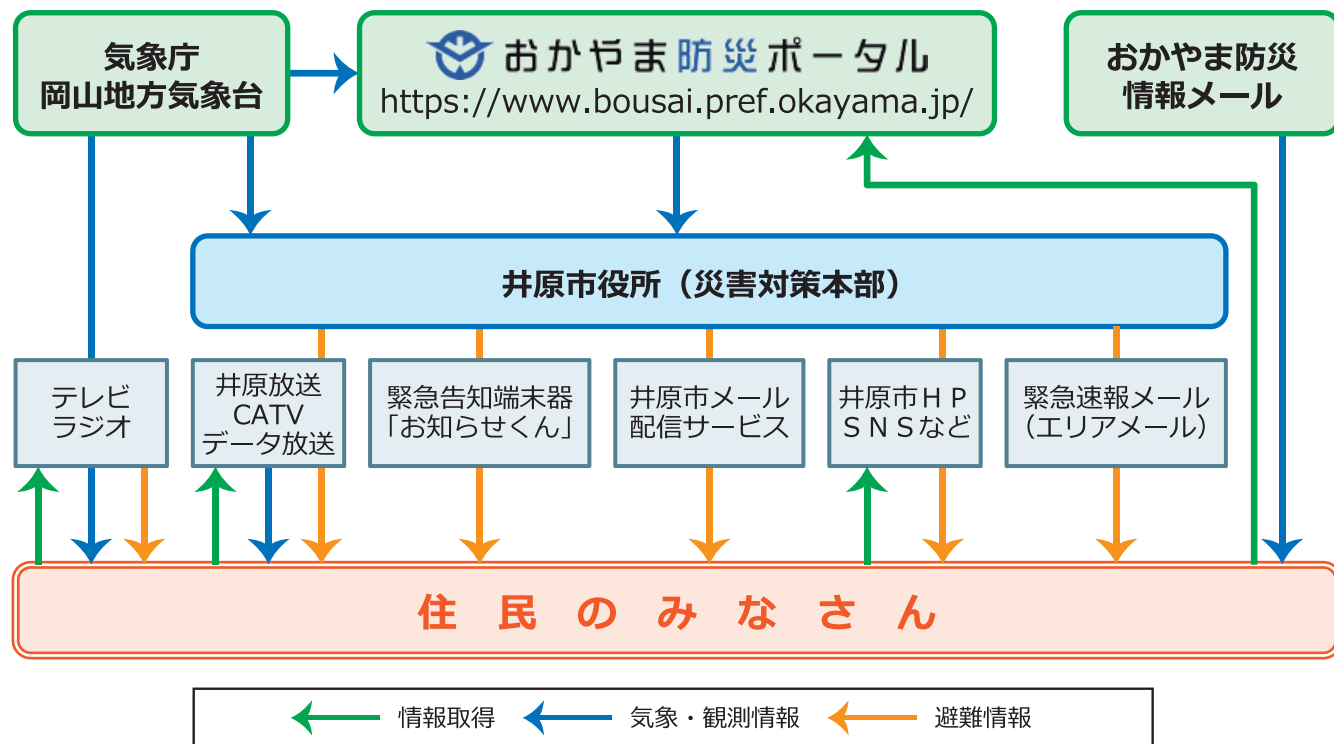 気象庁
岡山地方気象台
おかやま防災ポータル
https://www.bousai.pref.okayama.jp/
おかやま防災
情報メール
井原市役所（災害対策本部）
テレビ
ラジオ
井原放送
CATV
データ放送
緊急告知端末器
「お知らせくん」
井原市メール
配信サービス
井原市ＨＰ
ＳＮＳなど
緊急速報メール
（エリアメール）
住民のみなさん
情報取得
気象・観測情報
避難情報